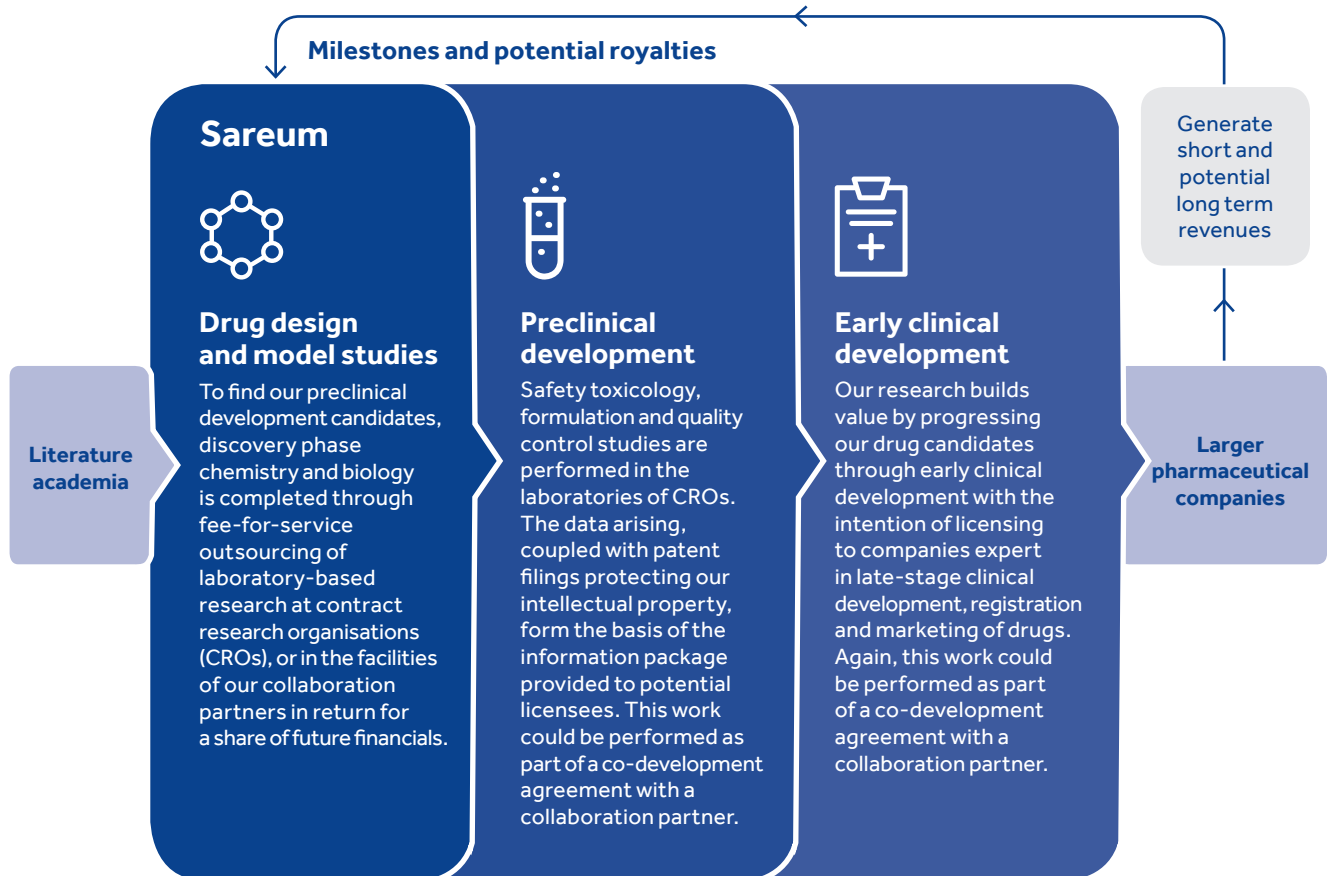 Milestones and potential royalties
Sareum
Literature
academia
Drug design
and model studies
To find our preclinical
development candidates,
discovery phase
chemistry and biology
is completed through
fee-for-service
outsourcing of
laboratory-based
research at contract
research organisations
(CROs), or in the facilities
of our collaboration
partners in return for
a share of future financials.
Preclinical
development
Safety toxicology,
formulation and quality
control studies are
performed in the
laboratories of CROs.
The data arising,
coupled with patent
filings protecting our
intellectual property,
form the basis of the
information package
provided to potential
licensees. This work
could be performed as
part of a co-development
agreement with a
collaboration partner.
Early clinical
development
Our research builds
value by progressing
our drug candidates
through early clinical
development with the
intention of licensing
to companies expert
in late-stage clinical
development, registration
and marketing of drugs.
Again, this work could
be performed as part
of a co-development
agreement with a
collaboration partner.
Larger
pharmaceutical
companies
Generate
short and
potential
long term
revenues